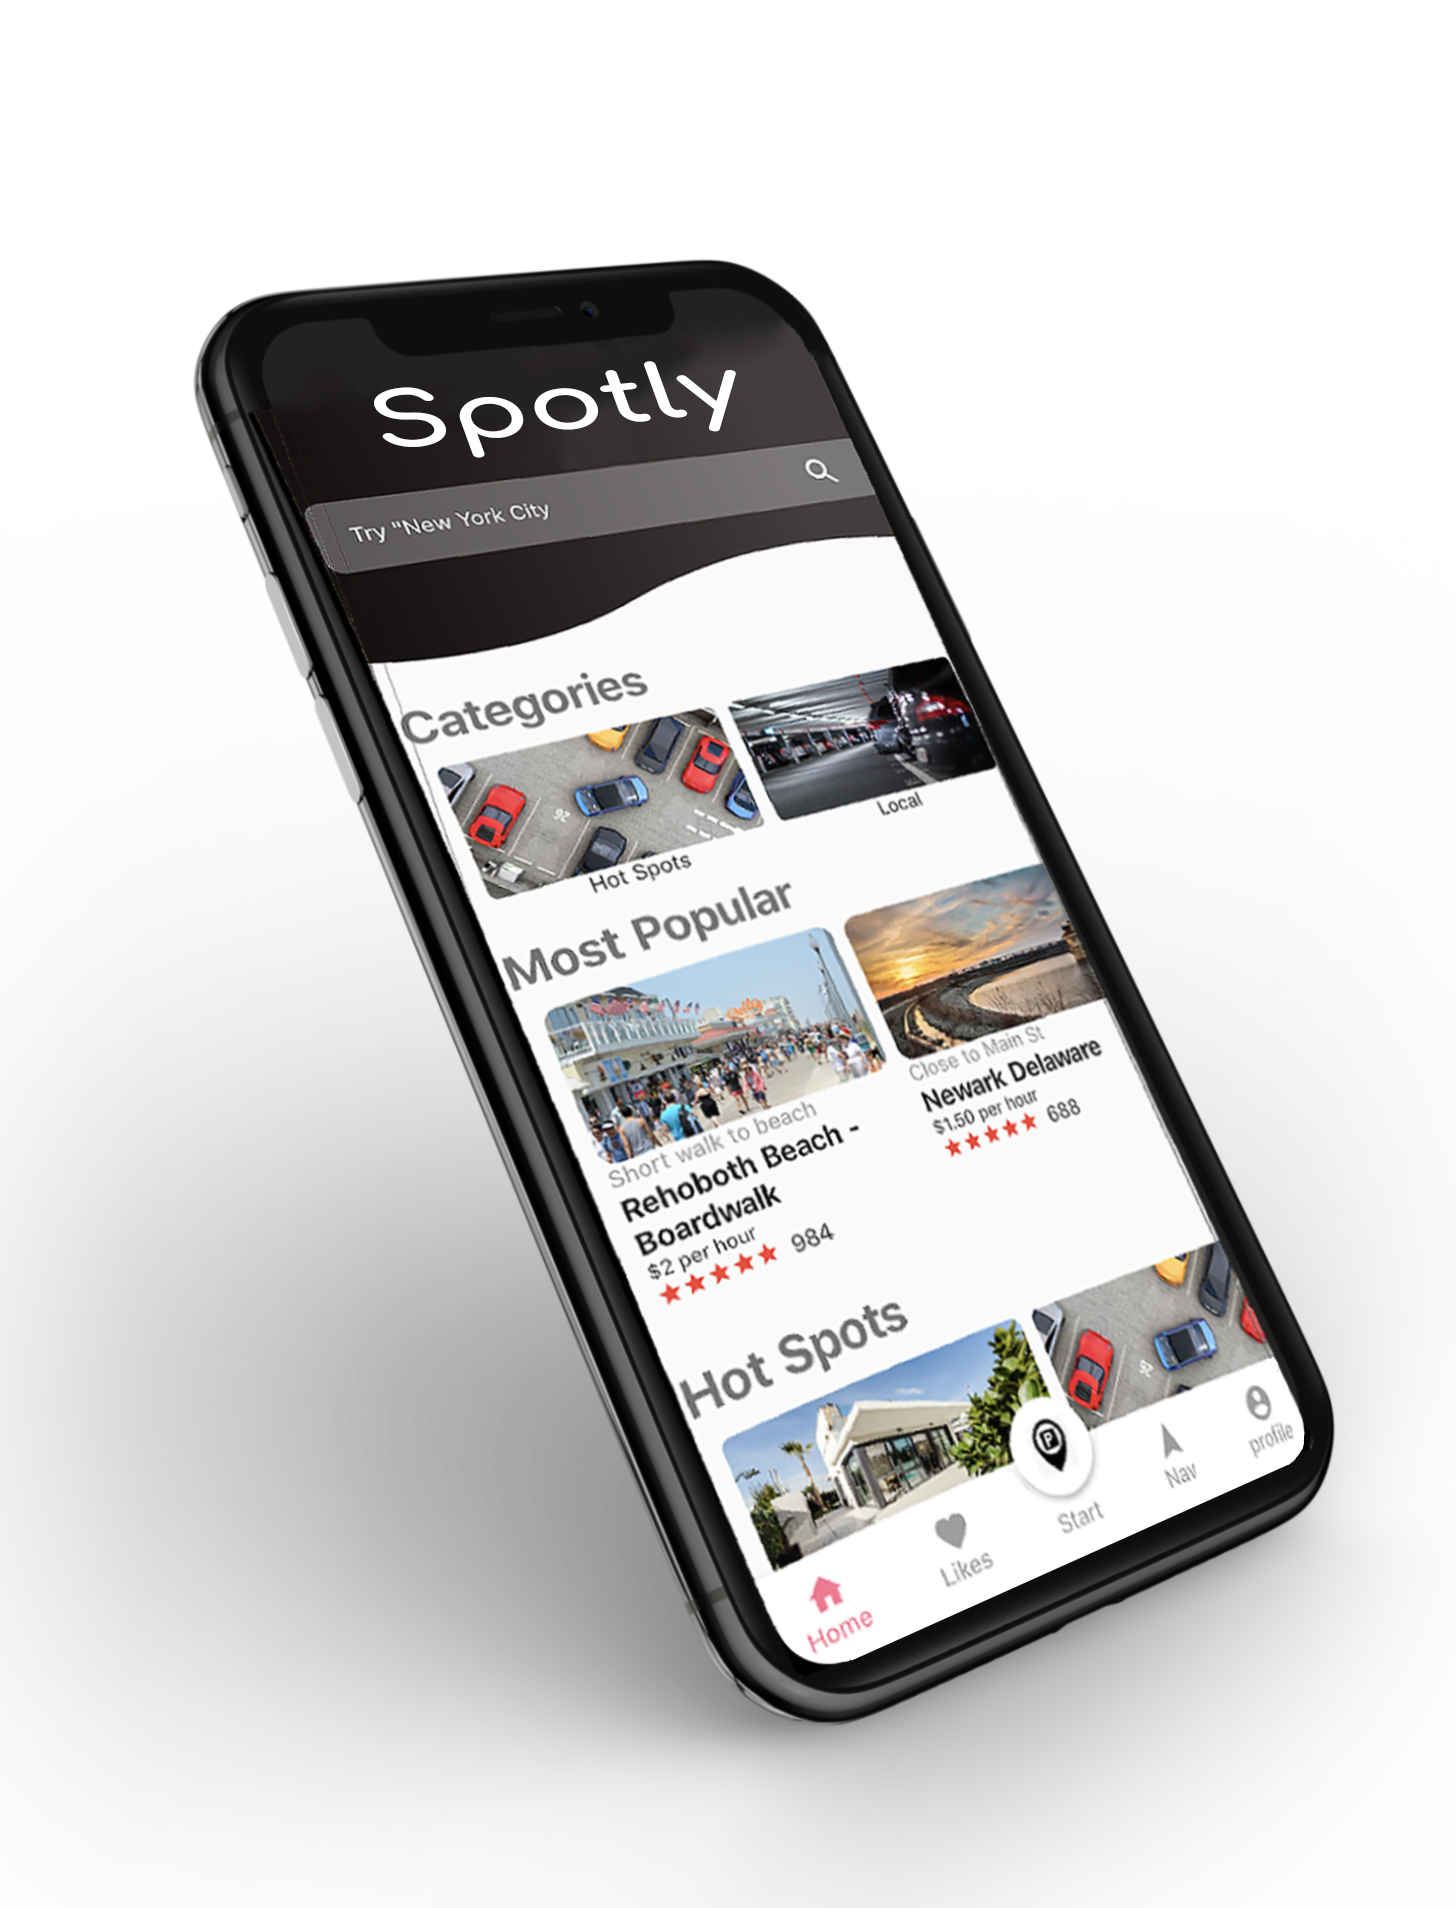 Spotly
Try "New York City
Categories
Hot Spots
Local
Most Popular
Short walk to beach
Rehoboth Beach -
Boardwalk
$2 per hour
984
Close to Main St
Newark Delaware
$1.50 per hour
688
Hot Spots
P
Home
Likes
Start
Nav
profile